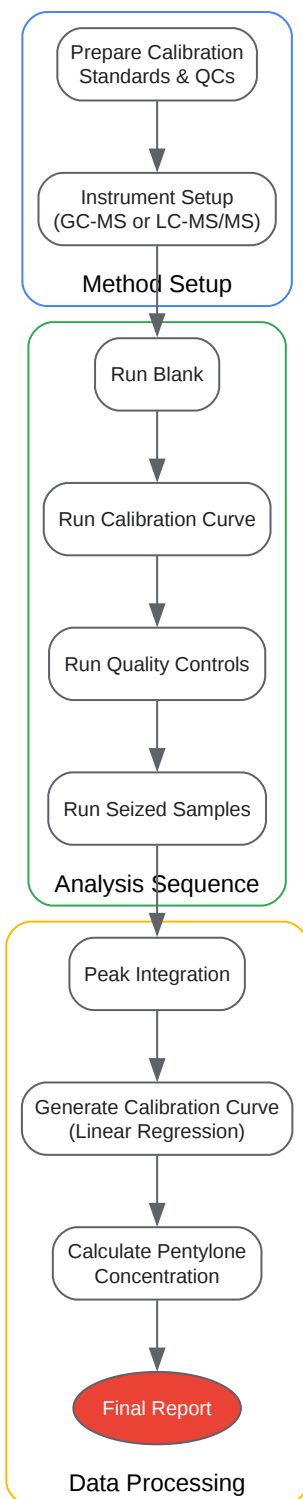 Prepare Calibration
Standards & QCs
Instrument Setup
(GC-MS or LC-MS/MS)
Method Setup
Run Blank
Run Calibration Curve
Run Quality Controls
Run Seized Samples
Analysis Sequence
Peak Integration
Generate Calibration Curve
(Linear Regression)
Calculate Pentylone
Concentration
Final Report
Data Processing